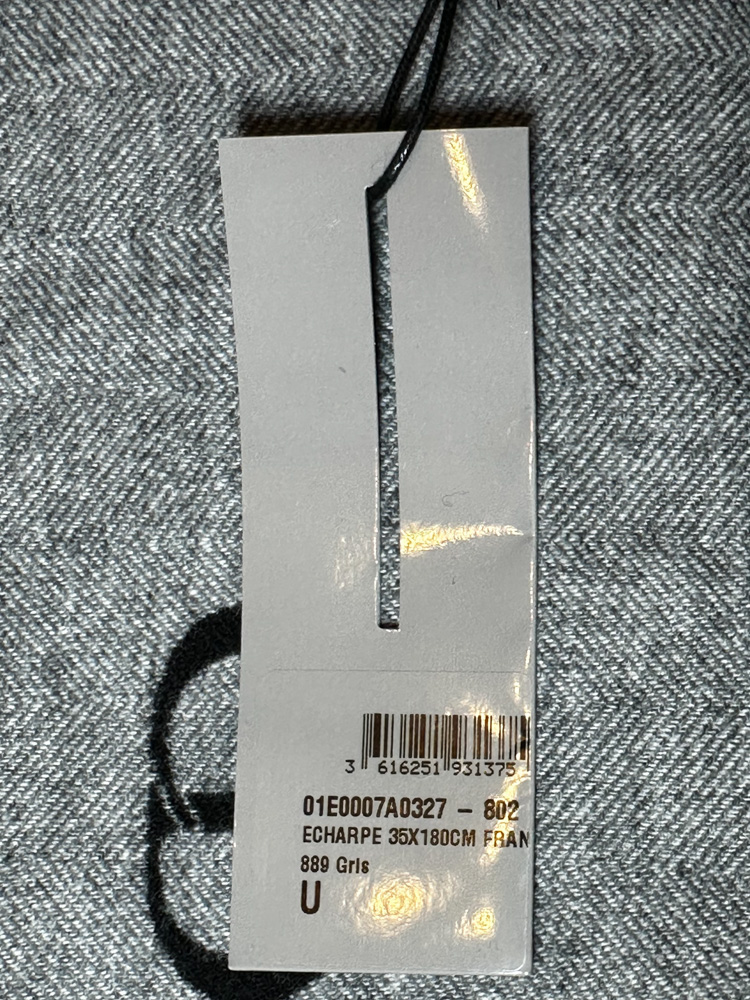 3 616251 931375
01E0007A0327 - 802
ECHARPE 35X180CM FRAN
889 Gris
U